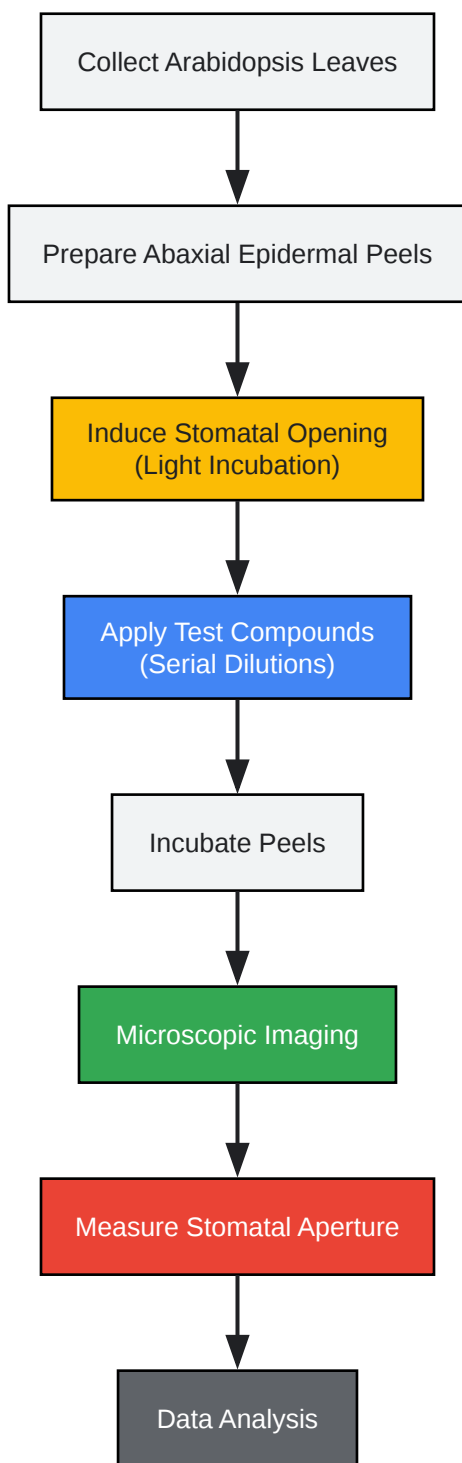 Collect Arabidopsis Leaves
Prepare Abaxial Epidermal Peels
Induce Stomatal Opening
(Light Incubation)
Apply Test Compounds
(Serial Dilutions)
Incubate Peels
Microscopic Imaging
Measure Stomatal Aperture
Data Analysis